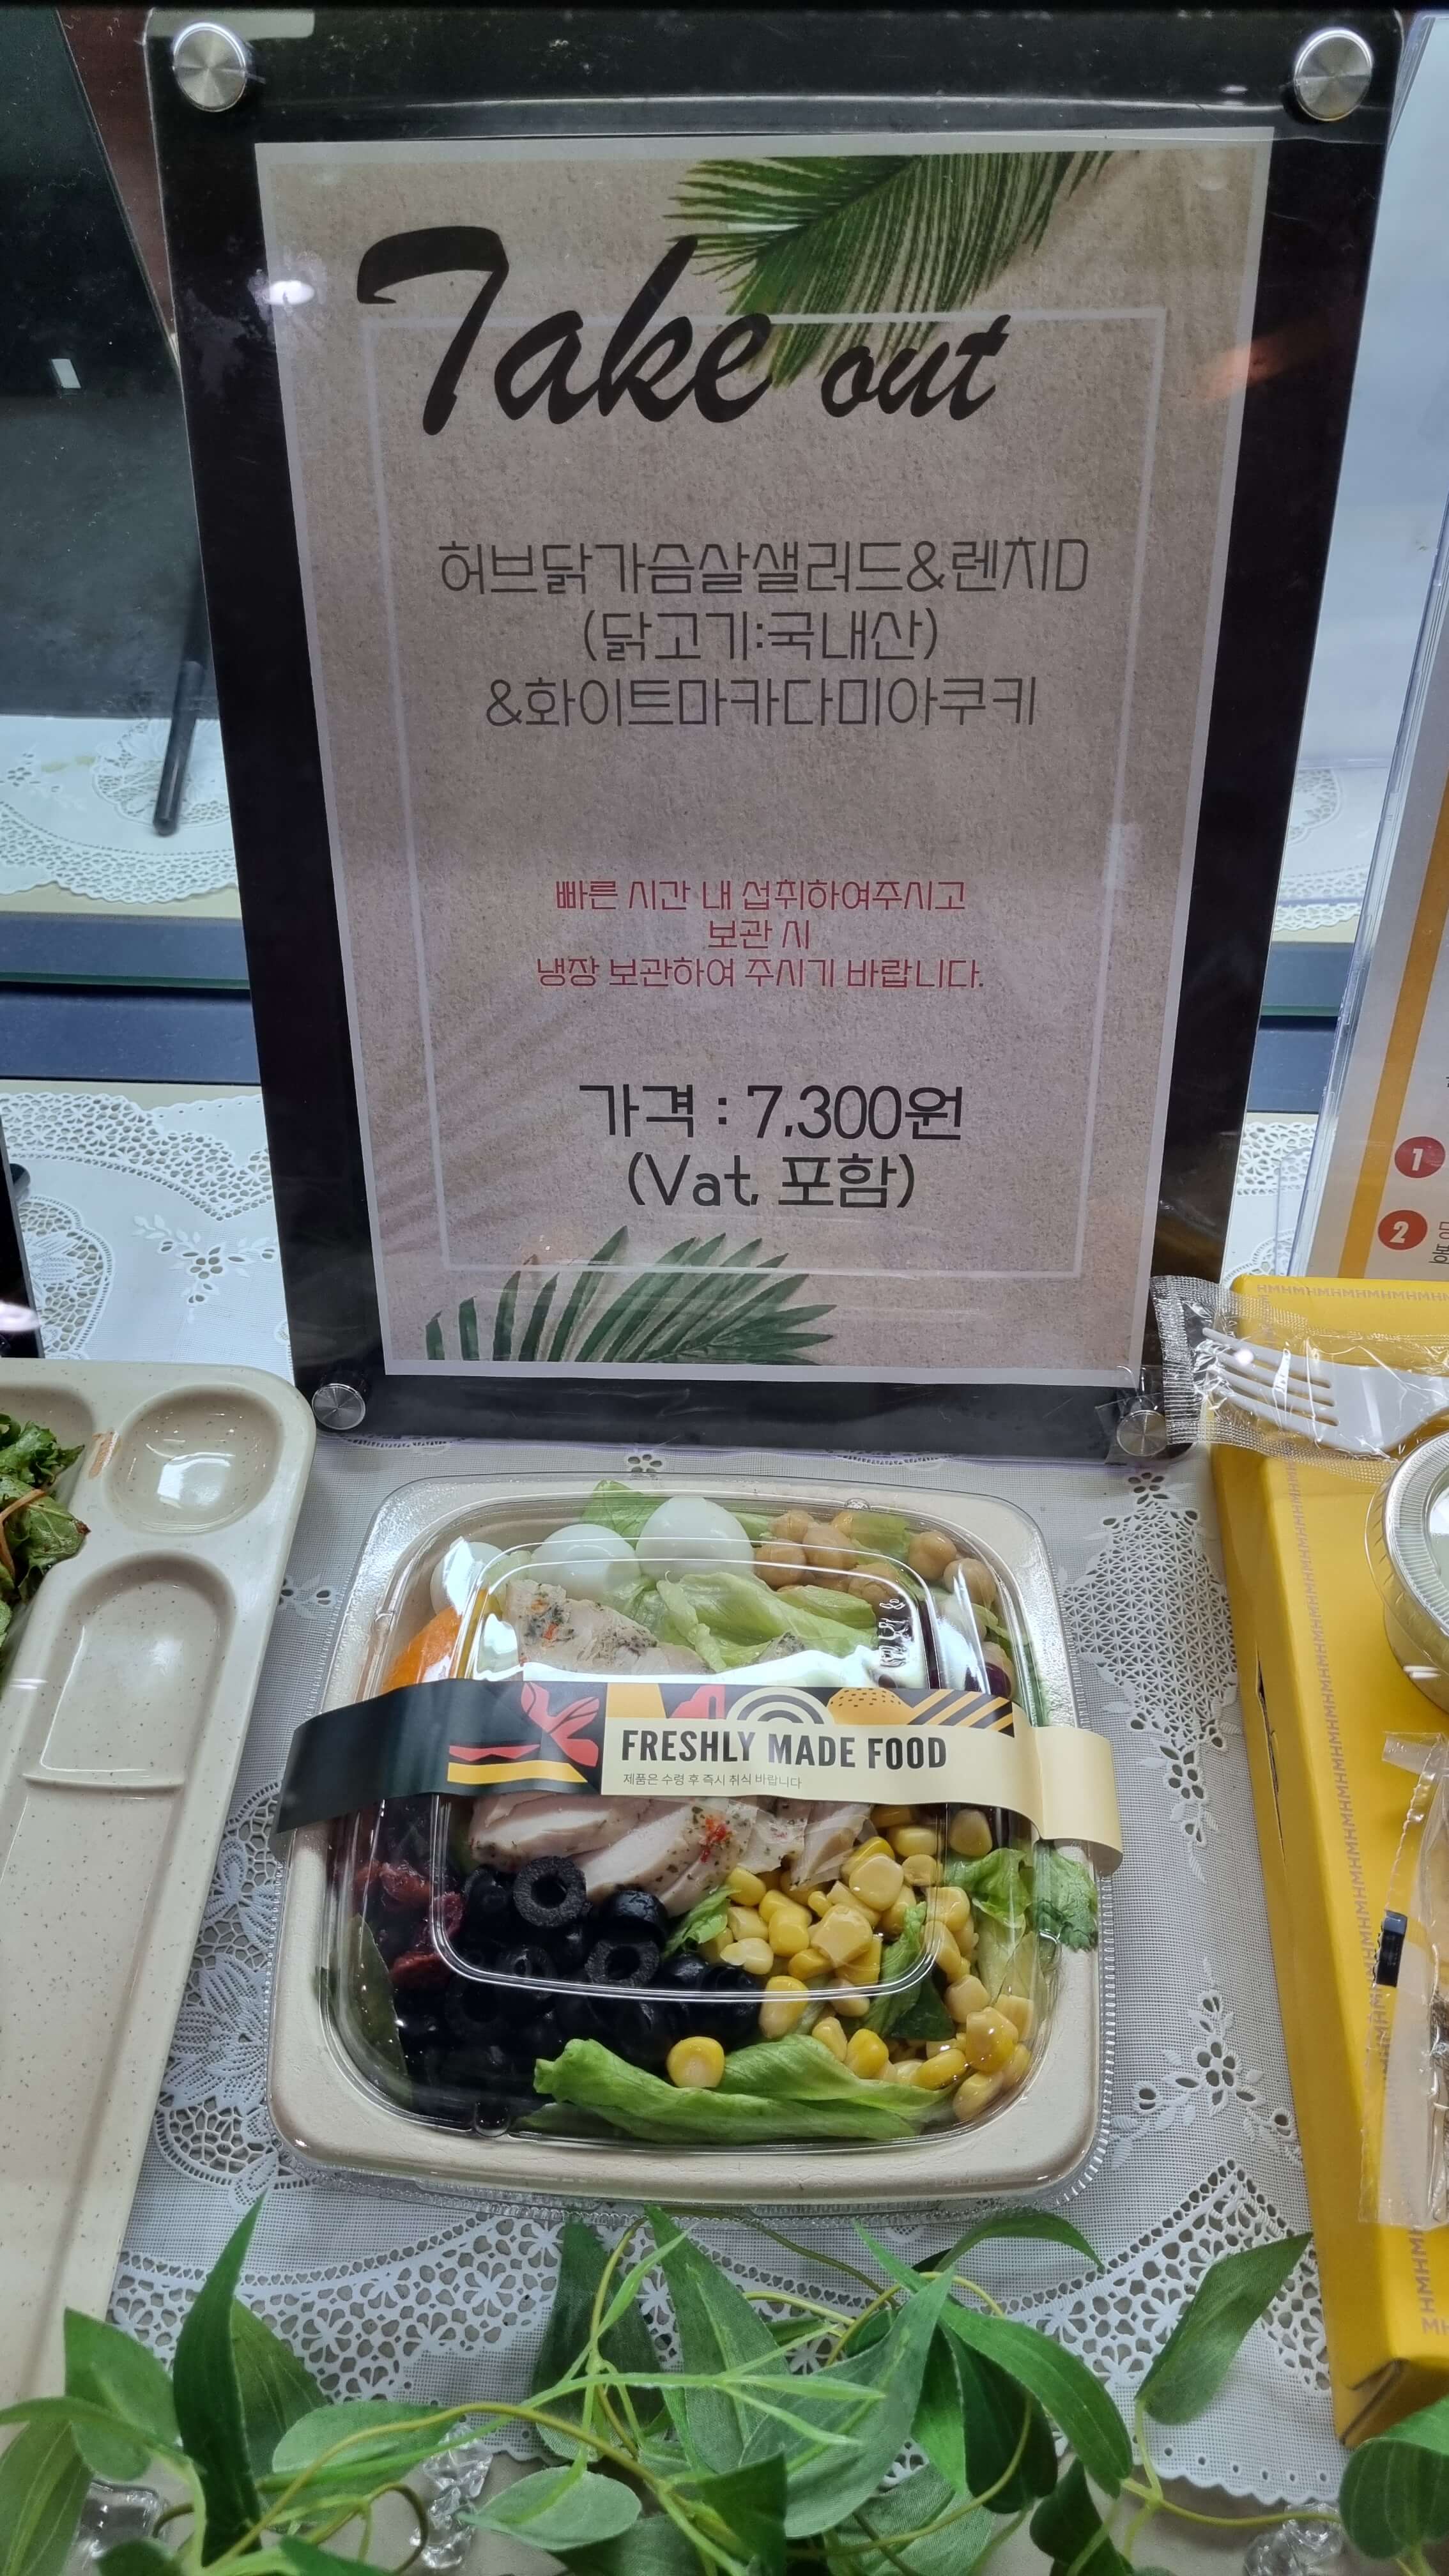 Take out
허브닭가슴살샐러드&렌치D
(닭고기:국내산)
&화이트마카다미아쿠키
빠른 시간 내 섭취하여주시고
보관 시
냉장 보관하여 주시기 바랍니다.
가격 : 7,300원
(Vat, 포함)
1
2
FRESHLY MADE FOOD
제품은 수령 후 즉시 취식 바랍니다